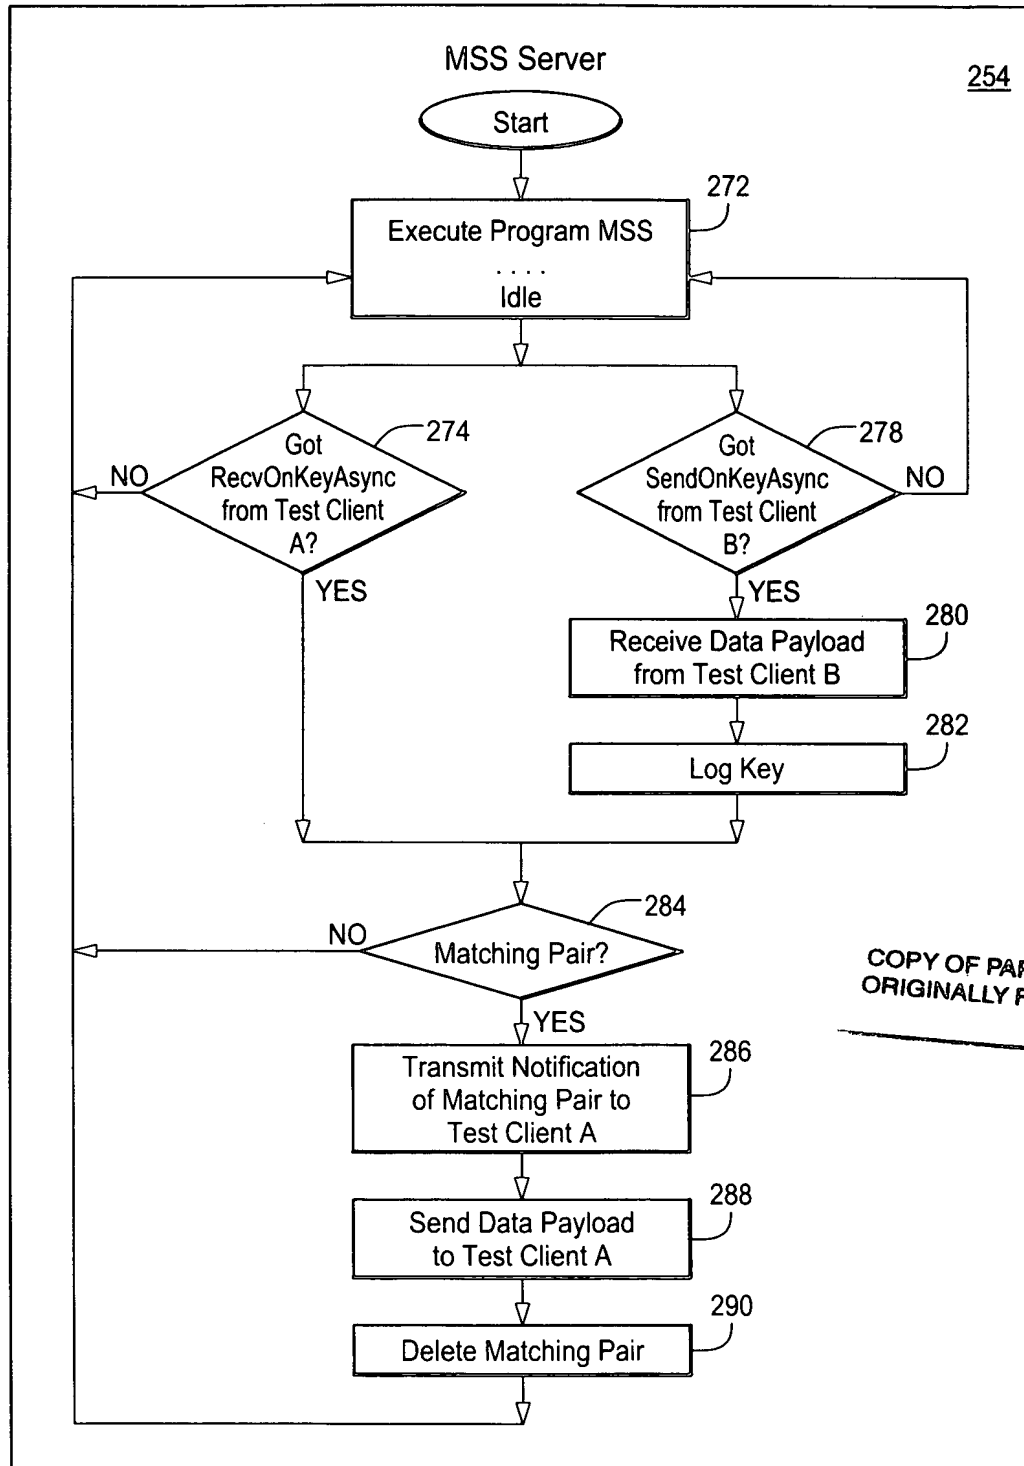 MSS Server
254
Start
272
Execute Program MSS
. . . .
Idle
274
Got
RecvOnKeyAsync
from Test Client
A?
NO
YES
278
Got
SendOnKeyAsync
from Test Client
B?
NO
YES
280
Receive Data Payload
from Test Client B
282
Log Key
284
Matching Pair?
NO
YES
COPY OF
ORIGINALLY
286
Transmit Notification
of Matching Pair to
Test Client A
288
Send Data Payload
to Test Client A
290
Delete Matching Pair